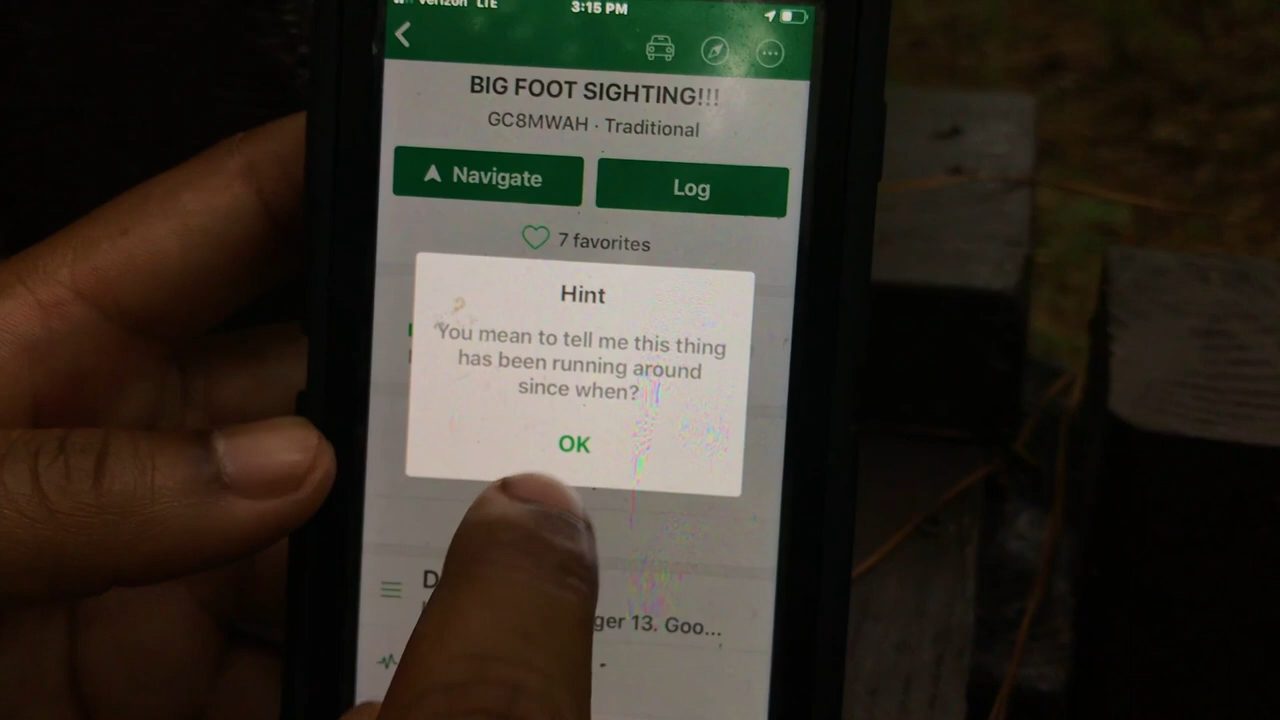 Verizon LTE 3:15 PM
BIG FOOT SIGHTING!!!
GC8MWAH · Traditional
Navigate
Log
7 favorites
Hint
You mean to tell me this thing
has been running around
since when?
OK
D
ger 13. Goo...